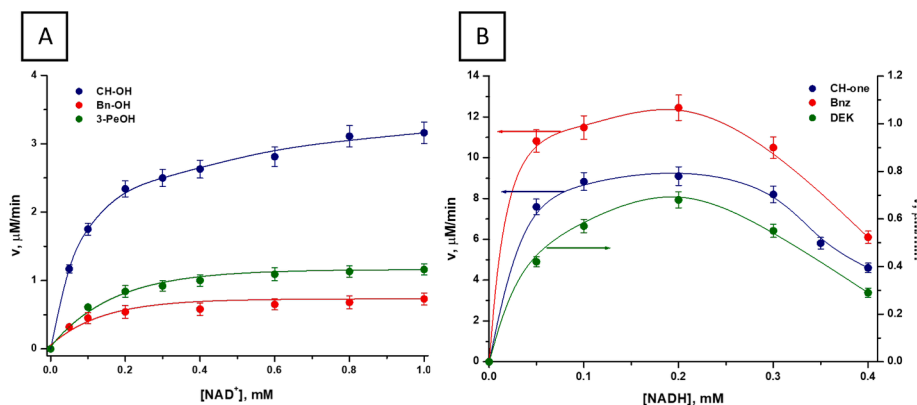 A
CH-OH
Bn-OH
3-PeOH
v, μM/min
4
3
2
1
0
0.0 0.2 0.4 0.6 0.8 1.0
[NAD⁺], mM
B
CH-one
Bnz
DEK
v, μM/min
14
12
10
8
6
4
2
0
1.2
1.0
0.8
0.6
0.4
0.2
0.0
0.0 0.1 0.2 0.3 0.4
[NADH], mM